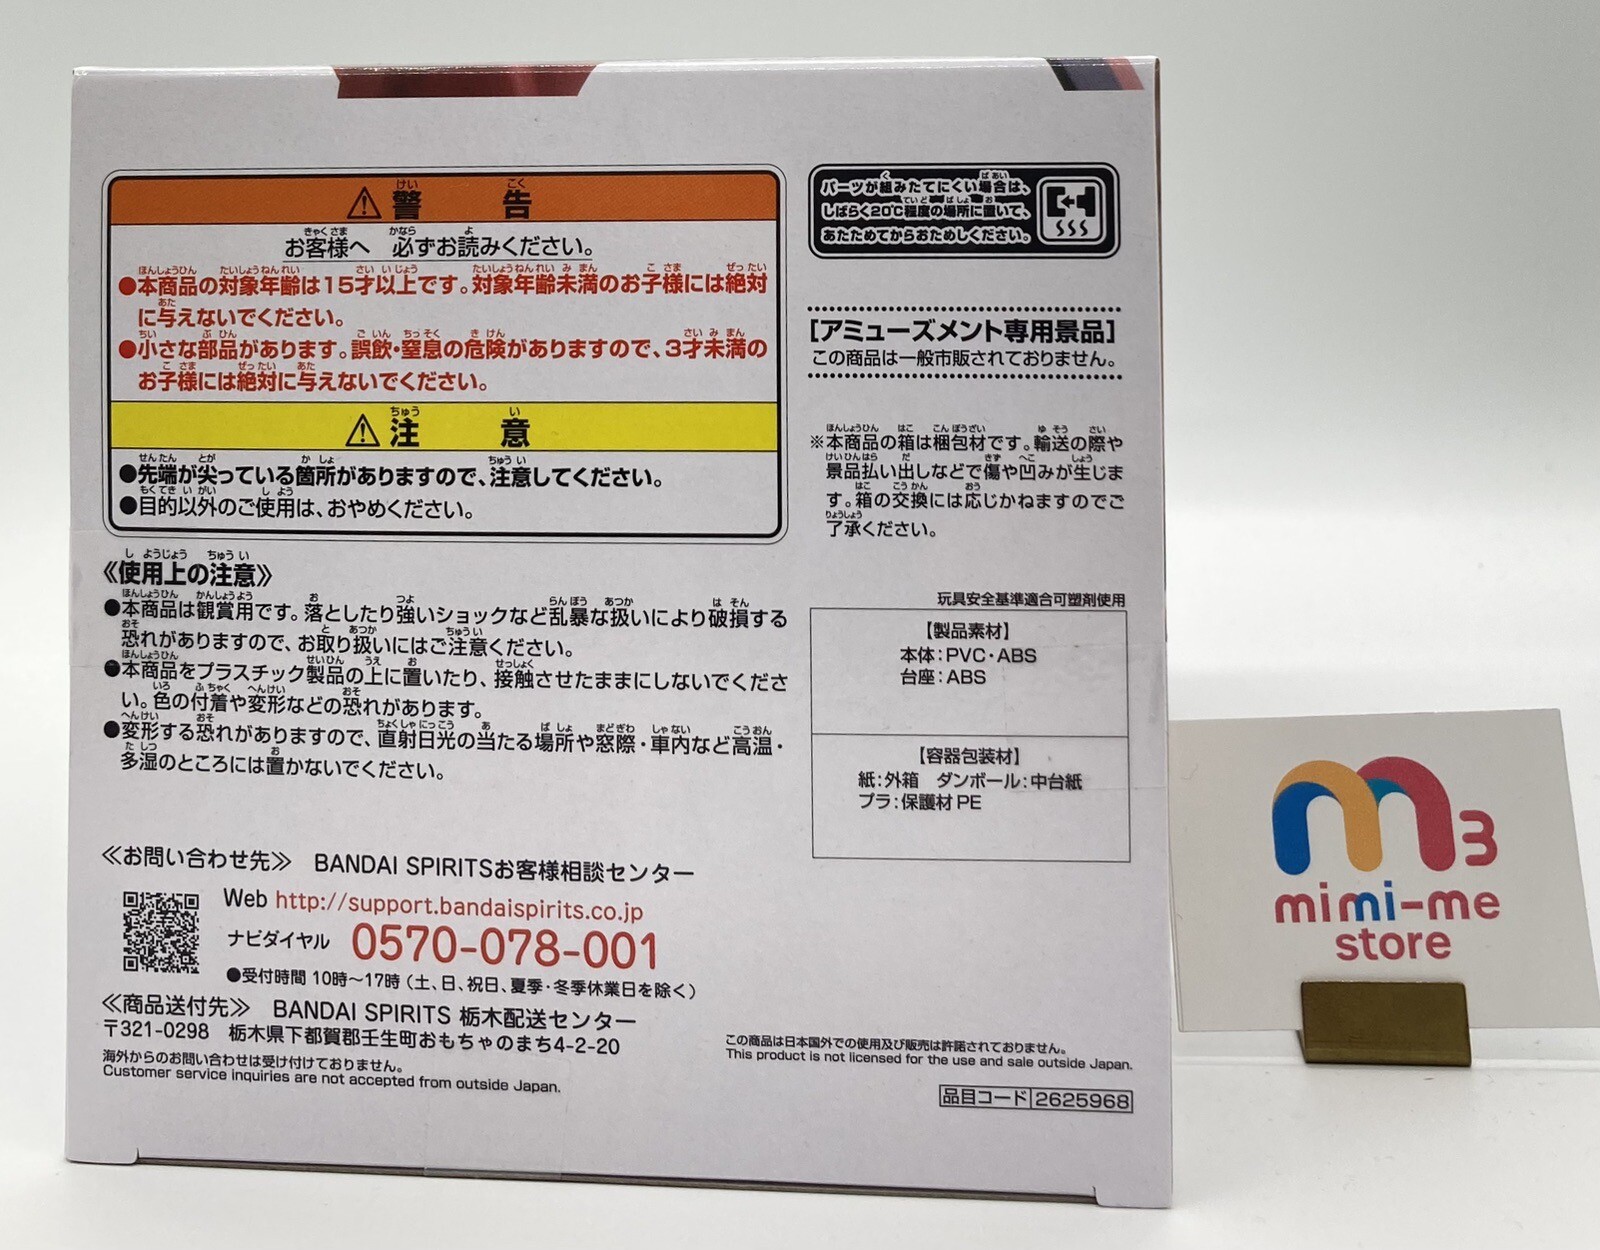 警告
お客様へ 必ずお読みください。
●本商品の対象年齢は15才以上です。対象年齢未満のお子様には絶対
に与えないでください。
●小さな部品があります。誤飲・窒息の危険がありますので、3才未満の
お子様には絶対に与えないでください。
注意
●先端が尖っている箇所がありますので、注意してください。
●目的以外のご使用は、おやめください。
《使用上の注意》
●本商品は観賞用です。落としたり強いショックなど乱暴な扱いにより破損する
恐れがありますので、お取り扱いにはご注意ください。
●本商品をプラスチック製品の上に置いたり、接触させたままにしないでくださ
い。色の付着や変形などの恐れがあります。
●変形する恐れがありますので、直射日光の当たる場所や窓際・車内など高温・
多湿のところには置かないでください。
≪お問い合わせ先≫ BANDAI SPIRITSお客様相談センター
Web http://support.bandaispirits.co.jp
ナビダイヤル 0570-078-001
●受付時間 10時～17時（土、日、祝日、夏季・冬季休業日を除く）
≪商品送付先≫ BANDAI SPIRITS 栃木配送センター
〒321-0298 栃木県下都賀郡壬生町おもちゃのまち4-2-20
海外からのお問い合わせは受け付けておりません。
Customer service inquiries are not accepted from outside Japan.
パーツが組みたてにくい場合は、
しばらく20℃程度の場所に置いて、
あたためてからおためしください。
[アミューズメント専用景品]
この商品は一般市販されておりません。
※本商品の箱は梱包材です。輸送の際や
景品払い出しなどで傷や凹みが生じま
す。箱の交換には応じかねますのでご
了承ください。
玩具安全基準適合可塑剤使用
【製品素材】
本体：PVC・ABS
台座：ABS
【容器包装材】
紙：外箱 ダンボール：中台紙
プラ：保護材 PE
この商品は日本国外での使用及び販売は許諾されておりません。
This product is not licensed for the use and sale outside Japan.
品目コード 2625968
m3
mimi-me
store